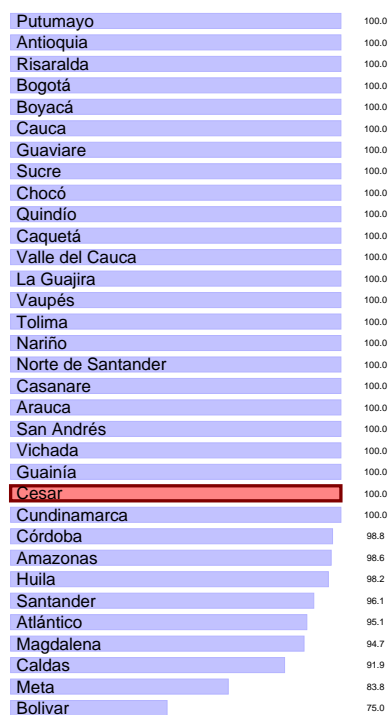 Putumayo 100.0
Antioquia 100.0
Risaralda 100.0
Bogotá 100.0
Boyacá 100.0
Cauca 100.0
Guaviare 100.0
Sucre 100.0
Chocó 100.0
Quindío 100.0
Caquetá 100.0
Valle del Cauca 100.0
La Guajira 100.0
Vaupés 100.0
Tolima 100.0
Nariño 100.0
Norte de Santander 100.0
Casanare 100.0
Arauca 100.0
San Andrés 100.0
Vichada 100.0
Guainía 100.0
Cesar 100.0
Cundinamarca 100.0
Córdoba 98.8
Amazonas 98.6
Huila 98.2
Santander 96.1
Atlántico 95.1
Magdalena 94.7
Caldas 91.9
Meta 83.8
Bolivar 75.0